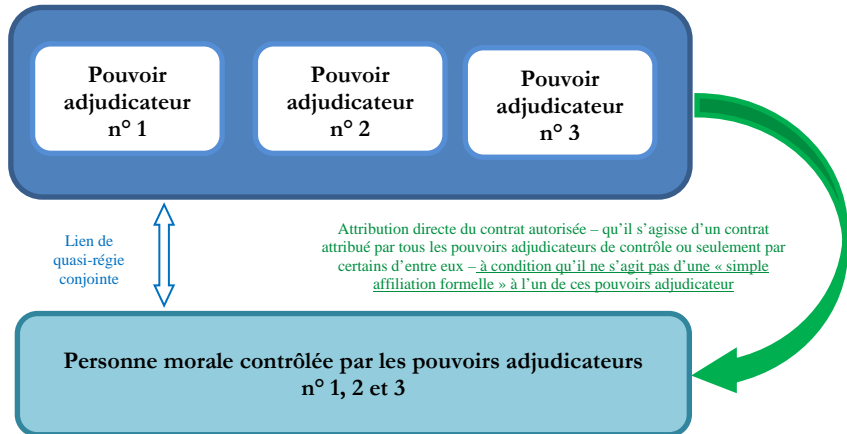 Pouvoir
adjudicateur
n° 1
Pouvoir
adjudicateur
n° 2
Pouvoir
adjudicateur
n° 3
Lien de
quasi-régie
conjointe
Attribution directe du contrat autorisée – qu'il s'agisse d'un contrat
attribué par tous les pouvoirs adjudicateurs de contrôle ou seulement par
certains d'entre eux – à condition qu'il ne s'agit pas d'une « simple
affiliation formelle » à l'un de ces pouvoirs adjudicateur
Personne morale contrôlée par les pouvoirs adjudicateurs
n° 1, 2 et 3